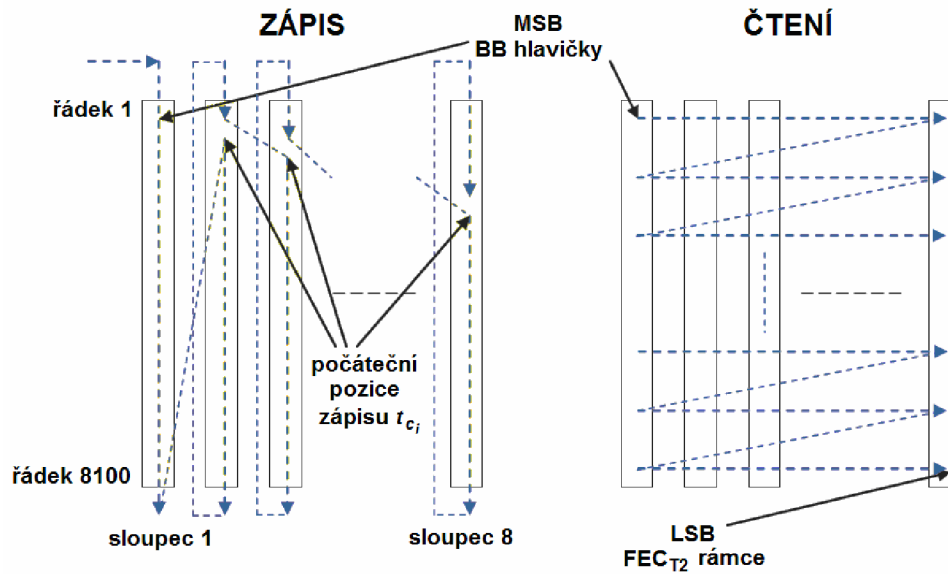 ZÁPIS
MSB
BB hlavičky
ČTENÍ
řádek 1
počáteční
pozice
zápisu t_{c_i}
řádek 8100
sloupec 1
sloupec 8
LSB
FEC_{T2} rámce